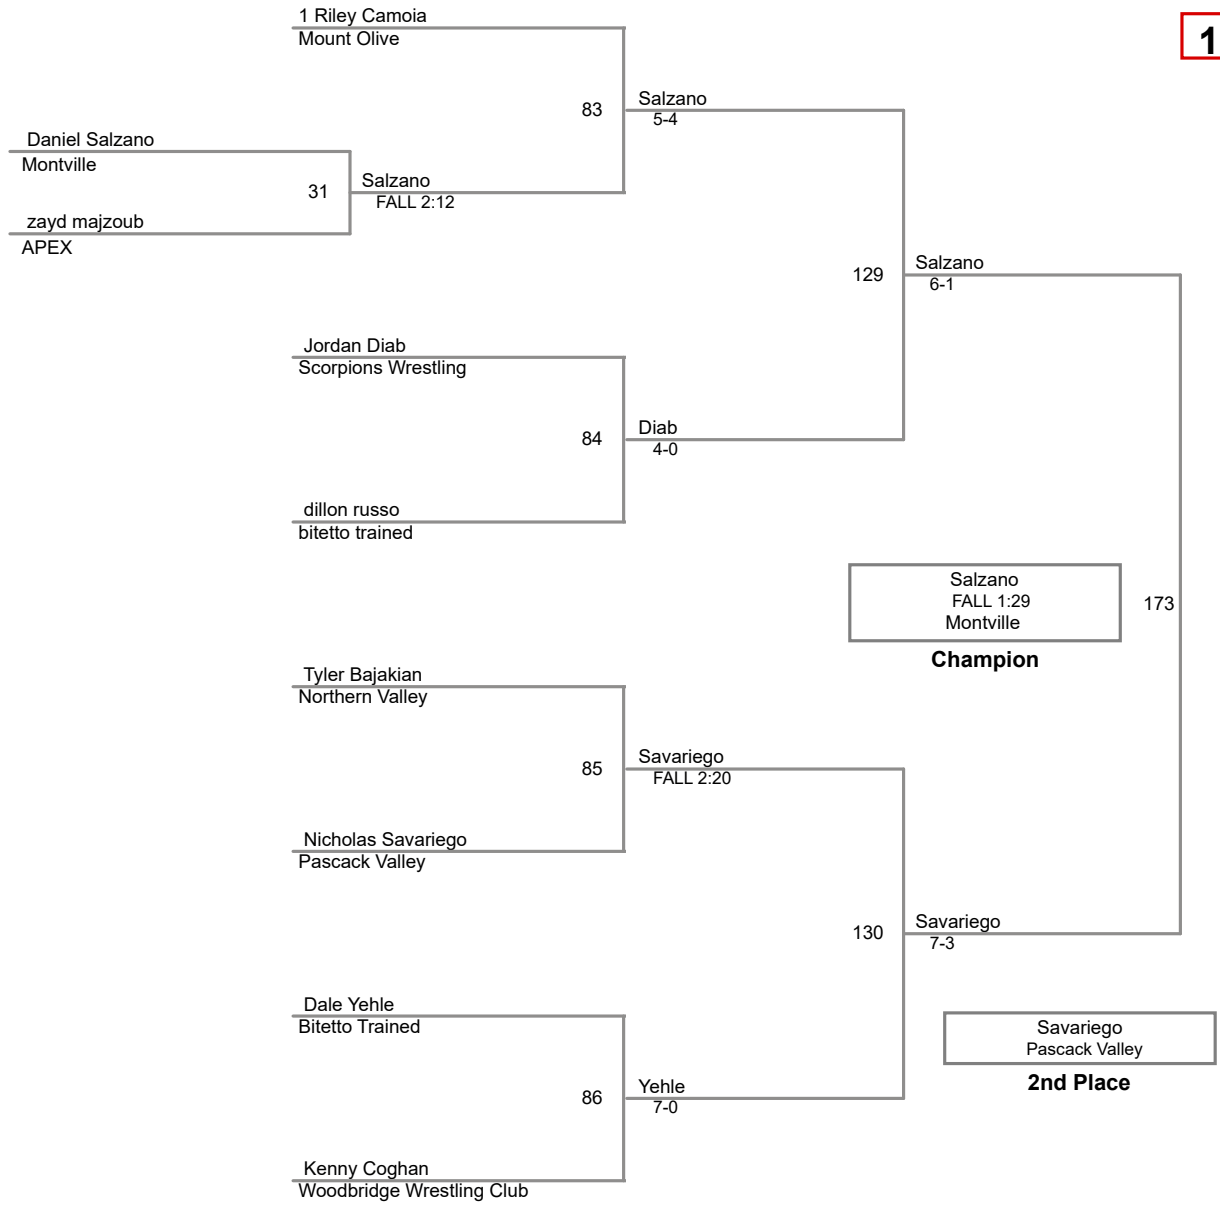 1 Riley Camoia
Mount Olive
1
83
Salzano
5-4
Daniel Salzano
Montville
31
Salzano
FALL 2:12
zayd majzoub
APEX
129
Salzano
6-1
Jordan Diab
Scorpions Wrestling
84
Diab
4-0
dillon russo
bitetto trained
Salzano
FALL 1:29
Montville
173
Champion
Tyler Bajakian
Northern Valley
85
Savariego
FALL 2:20
Nicholas Savariego
Pascack Valley
130
Savariego
7-3
Dale Yehle
Bitetto Trained
Savariego
Pascack Valley
2nd Place
86
Yehle
7-0
Kenny Coghan
Woodbridge Wrestling Club